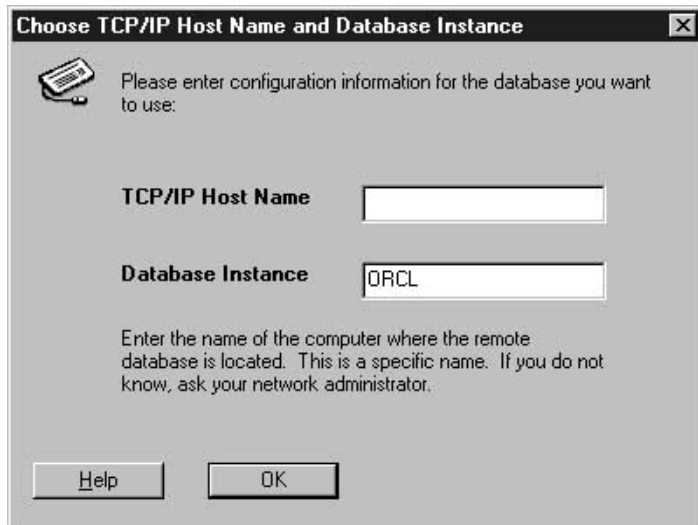 Choose TCP/IP Host Name and Database Instance
Please enter configuration information for the database you want
to use:
TCP/IP Host Name
Database Instance
ORCL
Enter the name of the computer where the remote
database is located. This is a specific name. If you do not
know, ask your network administrator.
Help
OK